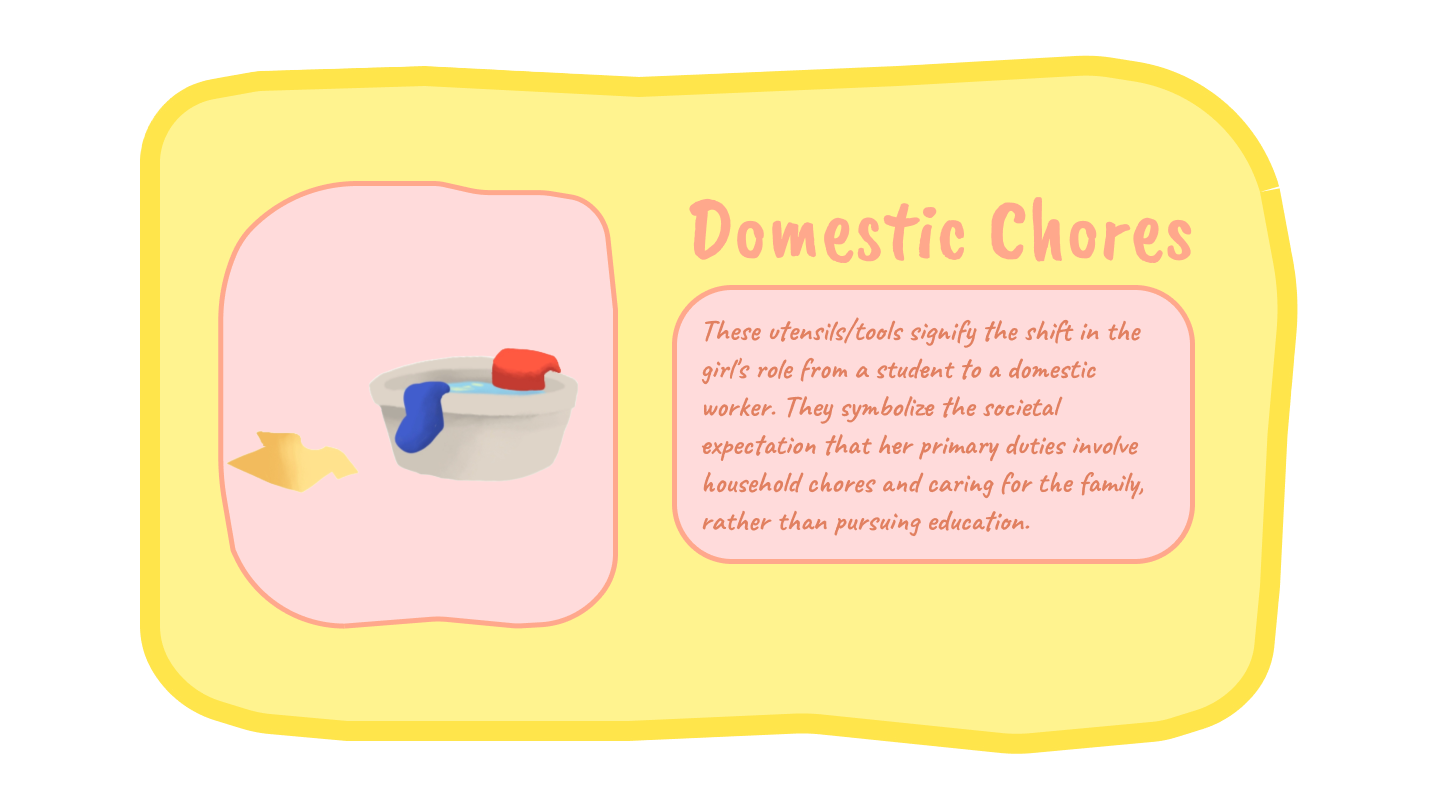 Domestic Chores
These utensils/tools signify the shift in the
girl's role from a student to a domestic
worker. They symbolize the societal
expectation that her primary duties involve
household chores and caring for the family,
rather than pursuing education.